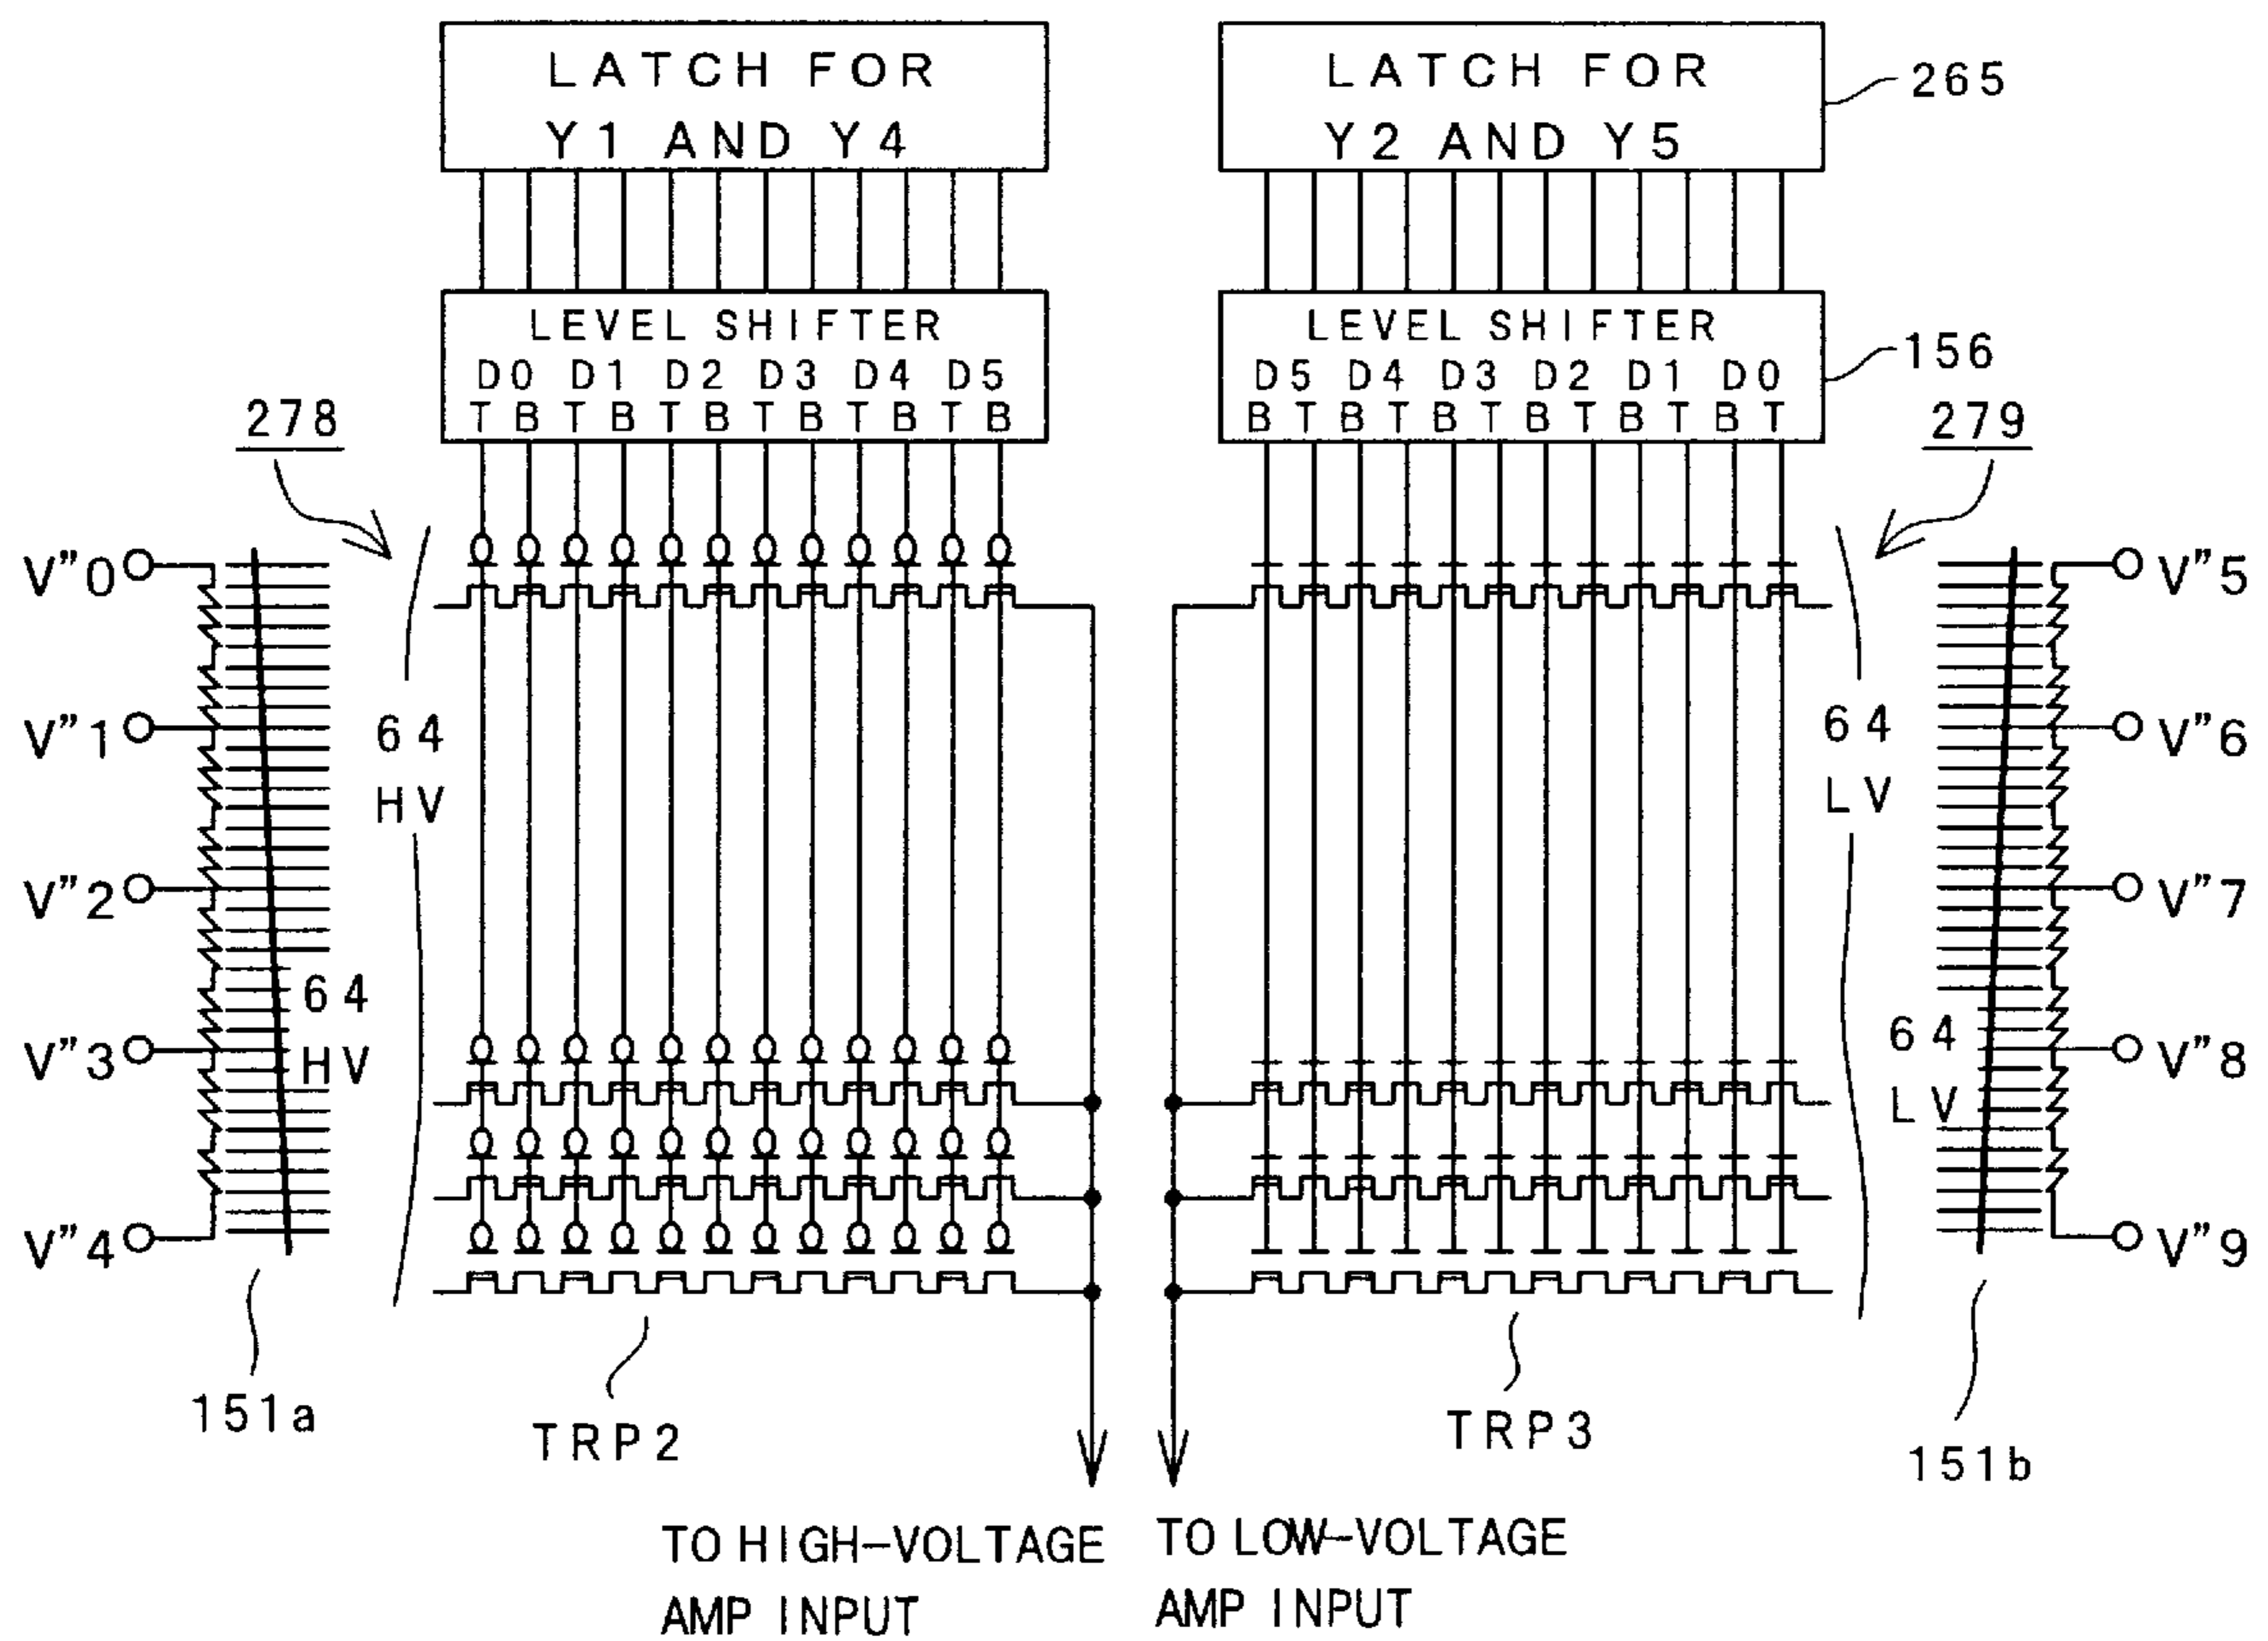 LATCH FOR
Y1 AND Y4
LATCH FOR
Y2 AND Y5
265
LEVEL SHIFTER
D0 D1 D2 D3 D4 D5
T B T B T B T B T B T B
LEVEL SHIFTER
D5 D4 D3 D2 D1 D0
B T B T B T B T B T B T
156
278
279
V"0
V"1
V"2
V"3
V"4
64
HV
64
HV
64
LV
64
LV
V"5
V"6
V"7
V"8
V"9
151a
TRP2
TRP3
151b
TO HIGH-VOLTAGE
AMP INPUT
TO LOW-VOLTAGE
AMP INPUT